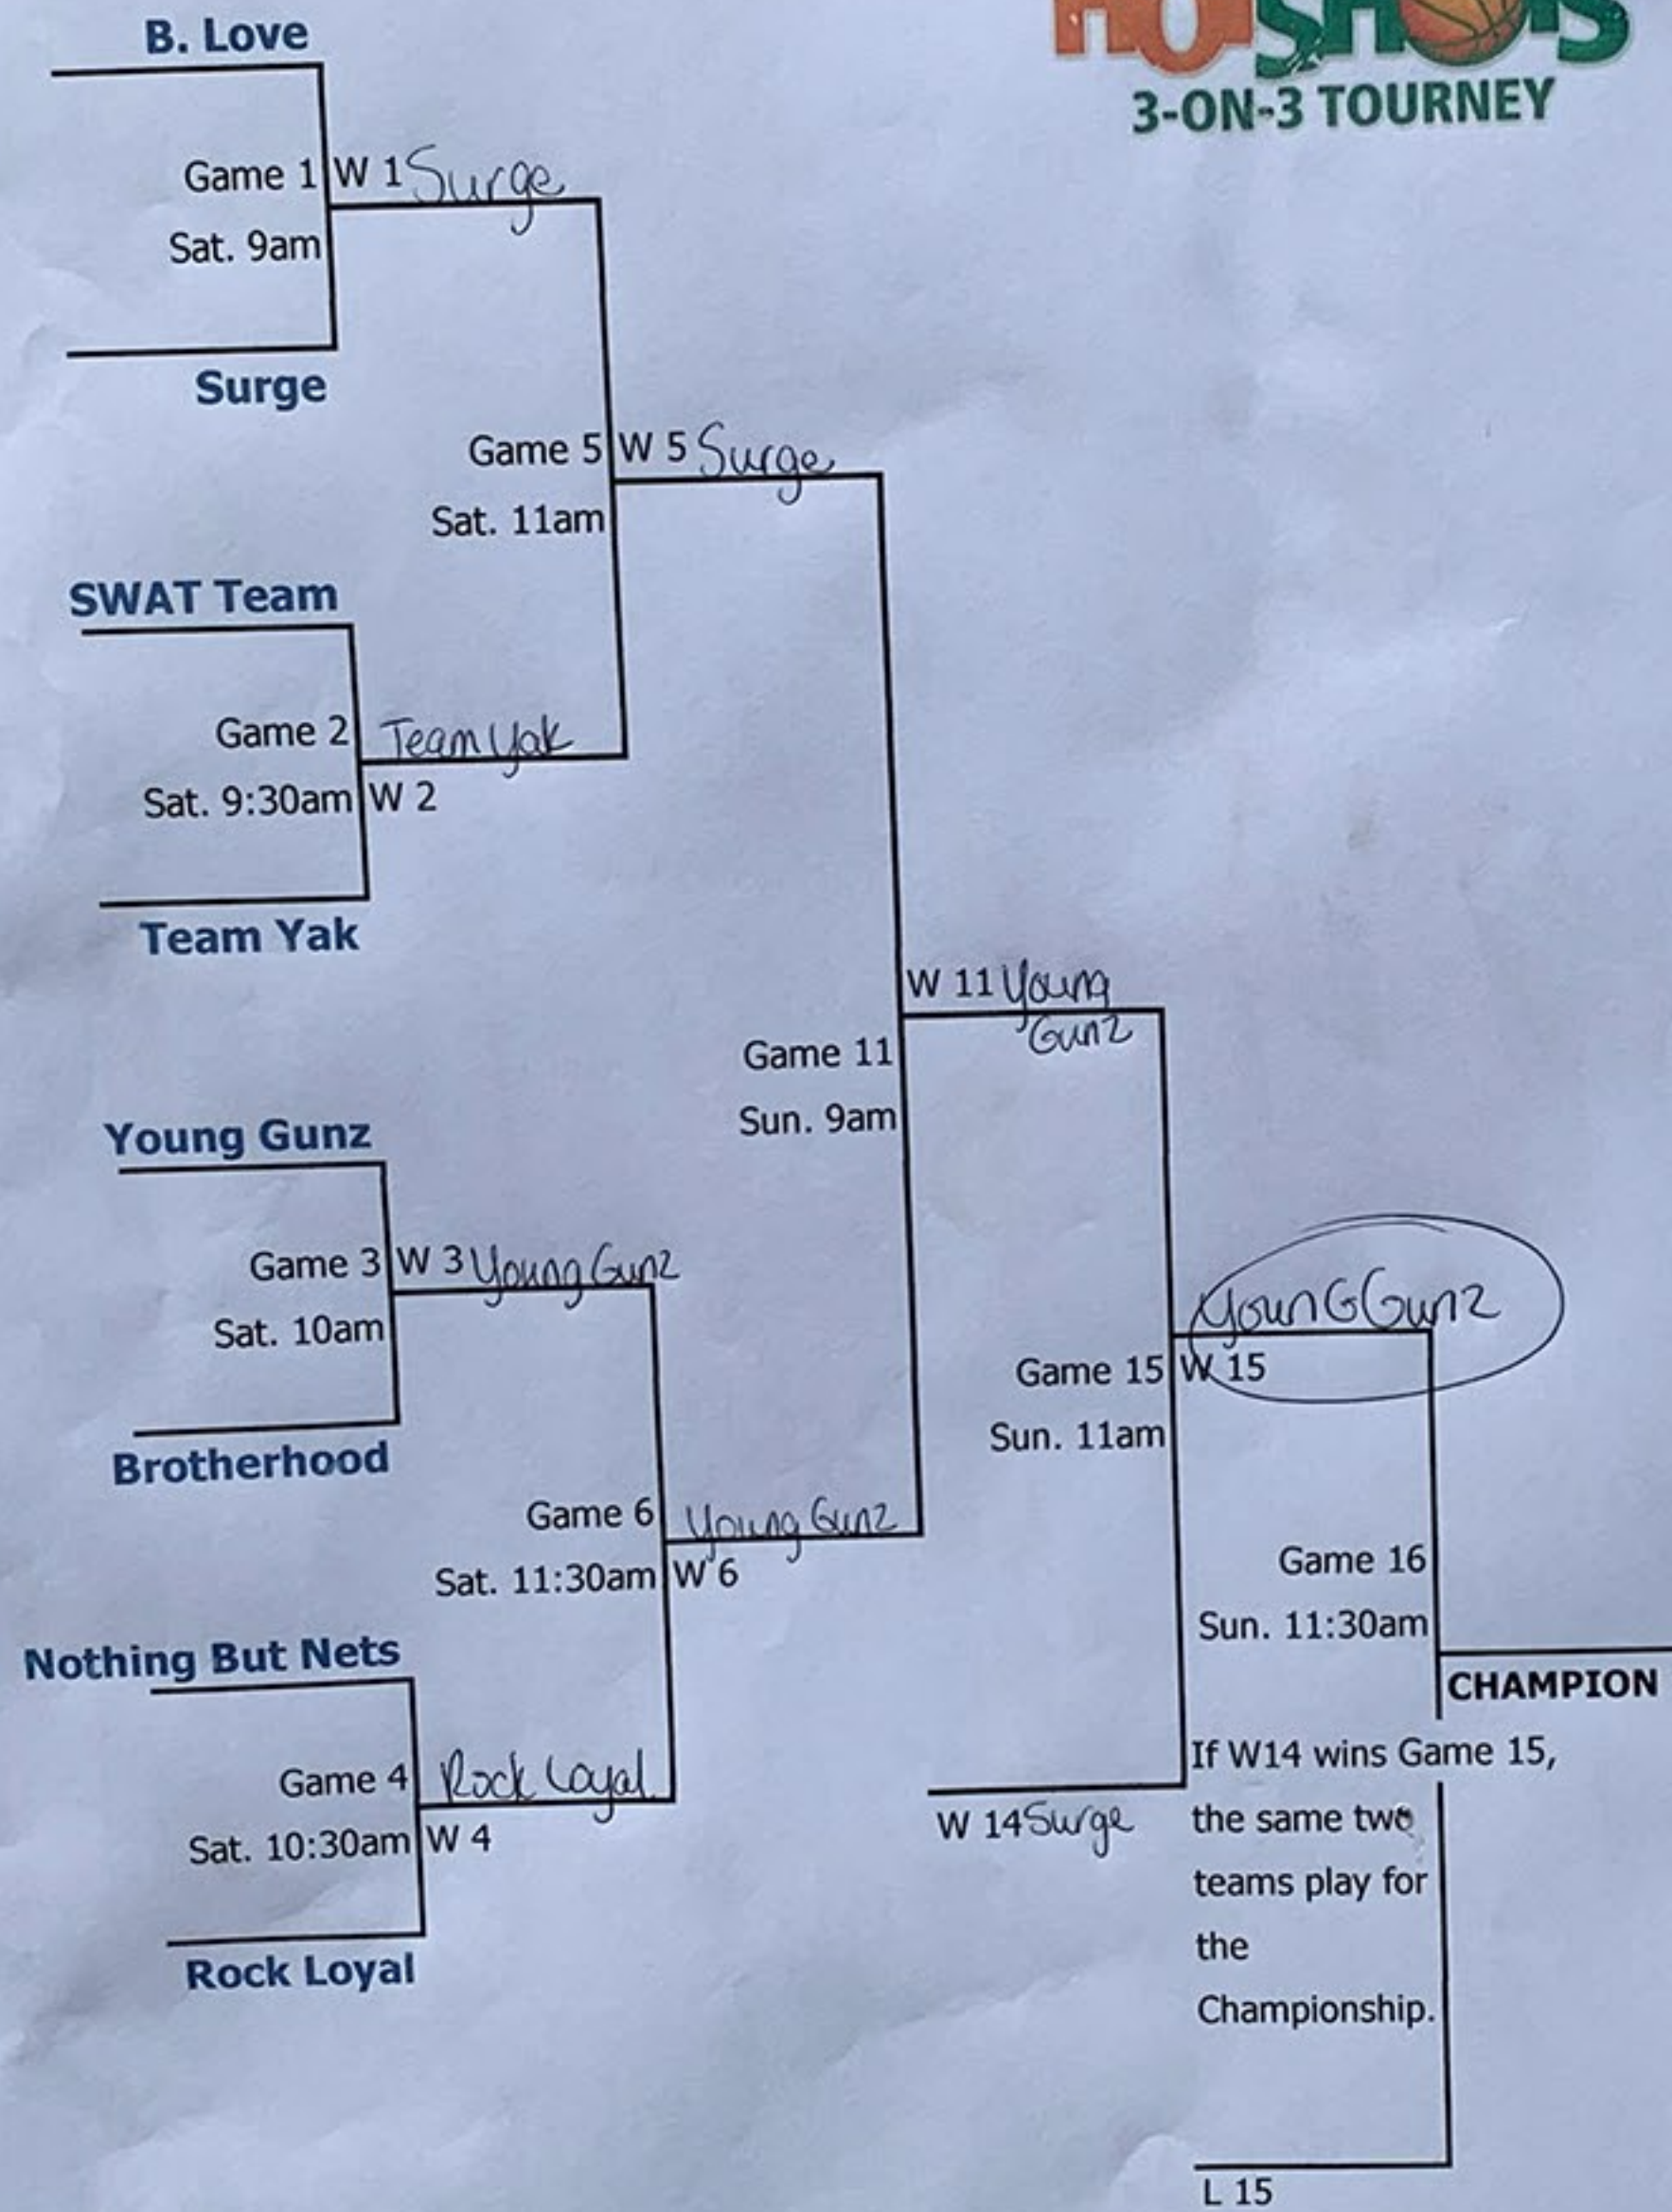 HOTSHOTS
3-ON-3 TOURNEY
B. Love
Game 1 W 1 Surge
Sat. 9am
Surge
Game 5 W 5 Surge
Sat. 11am
SWAT Team
Game 2 Team Yak
Sat. 9:30am W 2
Team Yak
W 11 Young
Gunz
Game 11
Sun. 9am
Young Gunz
Game 3 W 3 Young Gunz
Sat. 10am
Brotherhood
YounG Gunz
Game 15 W 15
Sun. 11am
Game 6 Young Gunz
Sat. 11:30am W 6
Game 16
Sun. 11:30am
CHAMPION
Nothing But Nets
Game 4 Rock Loyal
Sat. 10:30am W 4
Rock Loyal
W 14 Surge
If W14 wins Game 15,
the same two
teams play for
the
Championship.
L 15